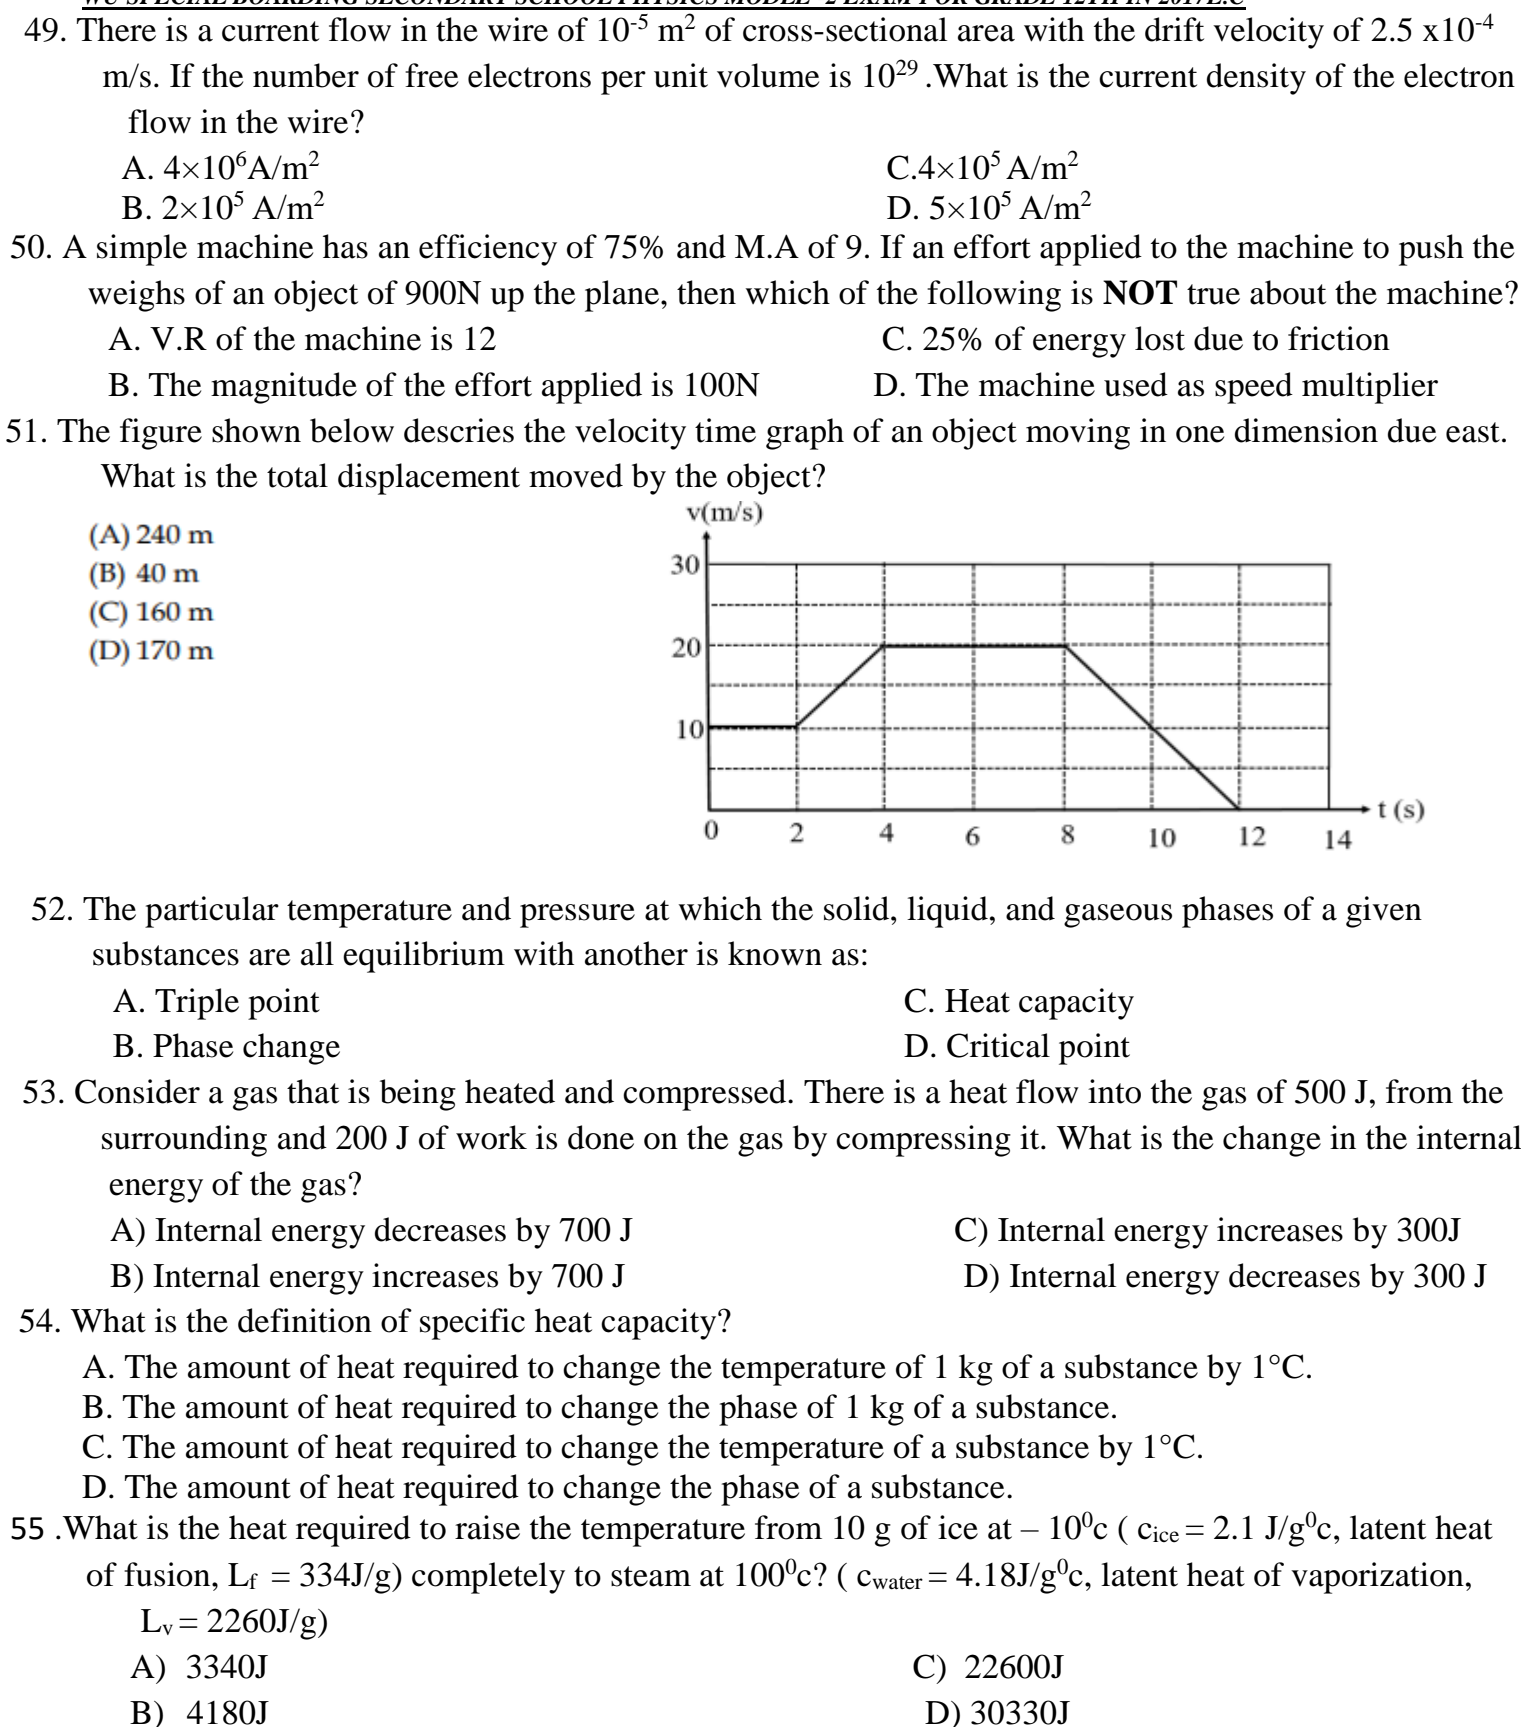 WU SPECIAL BOARDING SECONDARY SCHOOL PHYSICS MODEL -2 EXAM FOR GRADE 12TH IN 2017E.C
49. There is a current flow in the wire of 10⁻⁵ m² of cross-sectional area with the drift velocity of 2.5 x10⁻⁴
m/s. If the number of free electrons per unit volume is 10²⁹ .What is the current density of the electron
flow in the wire?
A. 4×10⁶A/m² C.4×10⁵ A/m²
B. 2×10⁵ A/m² D. 5×10⁵ A/m²
50. A simple machine has an efficiency of 75% and M.A of 9. If an effort applied to the machine to push the
weighs of an object of 900N up the plane, then which of the following is NOT true about the machine?
A. V.R of the machine is 12 C. 25% of energy lost due to friction
B. The magnitude of the effort applied is 100N D. The machine used as speed multiplier
51. The figure shown below descries the velocity time graph of an object moving in one dimension due east.
What is the total displacement moved by the object?
(A) 240 m
(B) 40 m
(C) 160 m
(D) 170 m
v(m/s)
30
20
10
t (s)
0 2 4 6 8 10 12 14
52. The particular temperature and pressure at which the solid, liquid, and gaseous phases of a given
substances are all equilibrium with another is known as:
A. Triple point C. Heat capacity
B. Phase change D. Critical point
53. Consider a gas that is being heated and compressed. There is a heat flow into the gas of 500 J, from the
surrounding and 200 J of work is done on the gas by compressing it. What is the change in the internal
energy of the gas?
A) Internal energy decreases by 700 J C) Internal energy increases by 300J
B) Internal energy increases by 700 J D) Internal energy decreases by 300 J
54. What is the definition of specific heat capacity?
A. The amount of heat required to change the temperature of 1 kg of a substance by 1°C.
B. The amount of heat required to change the phase of 1 kg of a substance.
C. The amount of heat required to change the temperature of a substance by 1°C.
D. The amount of heat required to change the phase of a substance.
55 .What is the heat required to raise the temperature from 10 g of ice at – 10⁰c ( cᵢcₑ = 2.1 J/g⁰c, latent heat
of fusion, Lf = 334J/g) completely to steam at 100⁰c? ( cwater = 4.18J/g⁰c, latent heat of vaporization,
Lᵥ = 2260J/g)
A) 3340J C) 22600J
B) 4180J D) 30330J